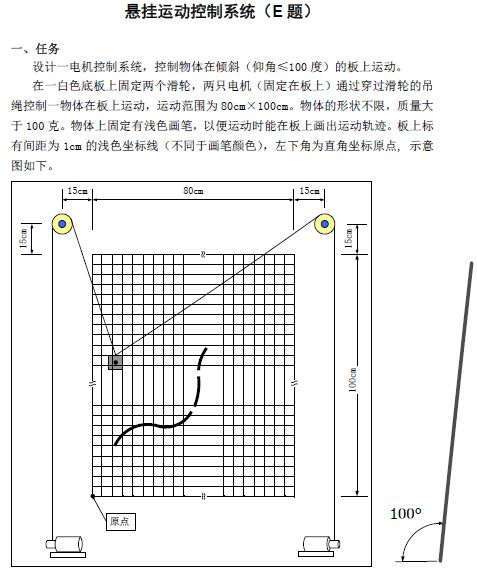 悬挂运动控制系统（E 题）
一、任务
设计一电机控制系统，控制物体在倾斜（仰角≤100 度）的板上运动。
在一白色底板上固定两个滑轮，两只电机（固定在板上）通过穿过滑轮的吊
绳控制一物体在板上运动，运动范围为 80cm×100cm。物体的形状不限，质量大
于 100 克。物体上固定有浅色画笔，以便运动时能在板上画出运动轨迹。板上标
有间距为 1cm 的浅色坐标线（不同于画笔颜色），左下角为直角坐标原点，示意
图如下。
15cm
80cm
15cm
15cm
15cm
100cm
原点
100°